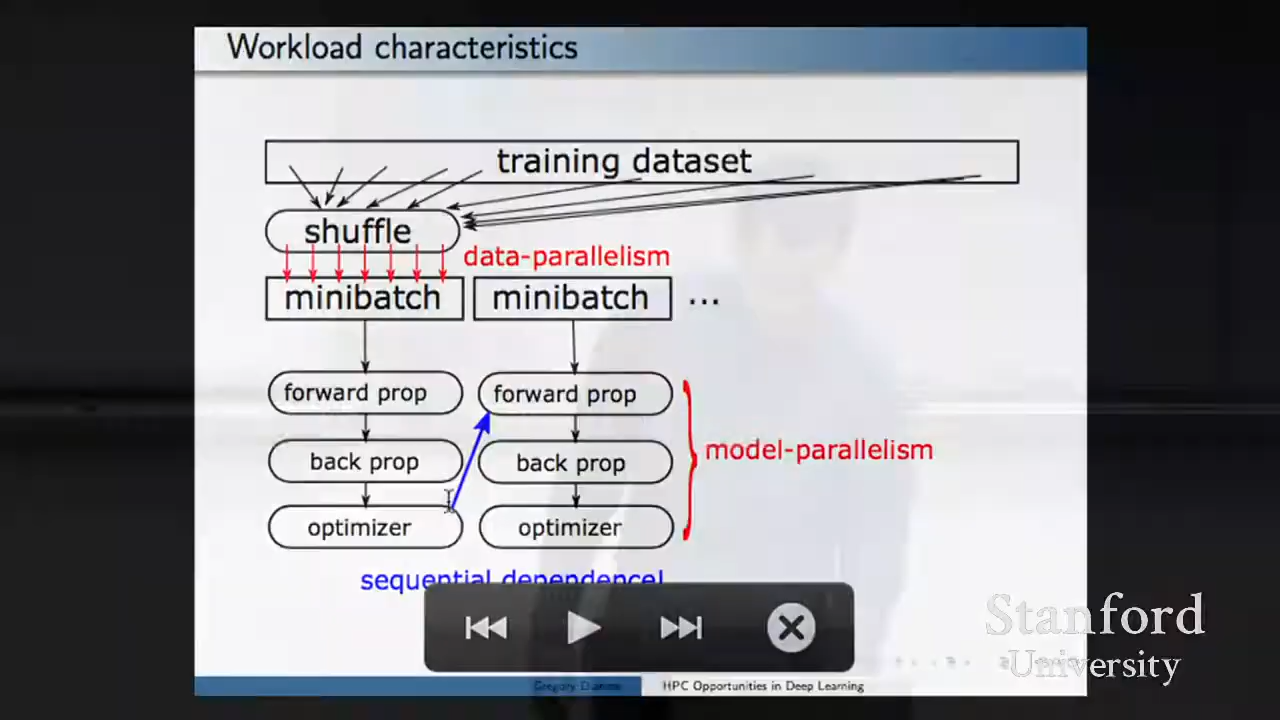 Workload characteristics
training dataset
shuffle
data-parallelism
minibatch minibatch ...
forward prop forward prop
back prop back prop
model-parallelism
optimizer optimizer
sequential dependence!
Stanford
University
Gregory HPC Opportunities in Deep Learning